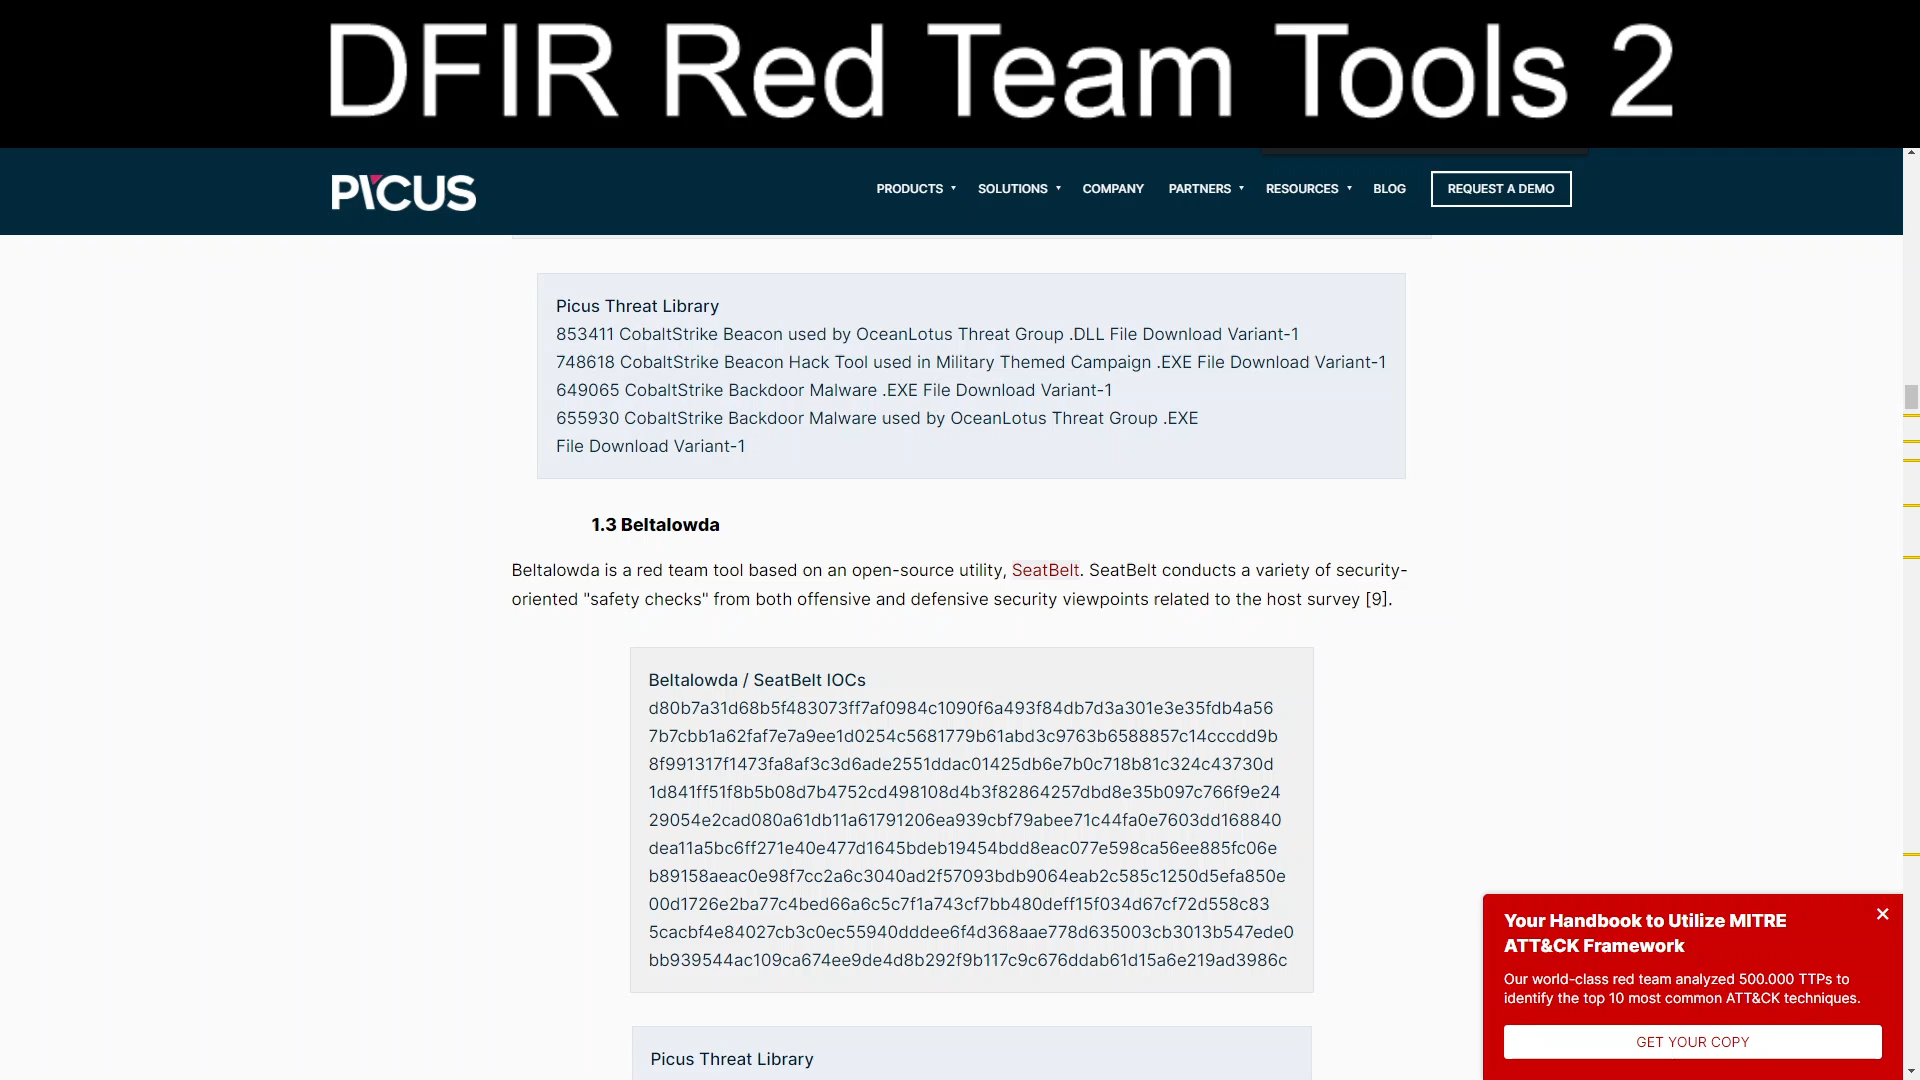 DFIR Red Team Tools 2
PICUS
PRODUCTS SOLUTIONS COMPANY PARTNERS RESOURCES BLOG REQUEST A DEMO
Picus Threat Library
853411 CobaltStrike Beacon used by OceanLotus Threat Group .DLL File Download Variant-1
748618 CobaltStrike Beacon Hack Tool used in Military Themed Campaign .EXE File Download Variant-1
649065 CobaltStrike Backdoor Malware .EXE File Download Variant-1
655930 CobaltStrike Backdoor Malware used by OceanLotus Threat Group .EXE
File Download Variant-1
1.3 Beltalowda
Beltalowda is a red team tool based on an open-source utility, SeatBelt. SeatBelt conducts a variety of security-
oriented "safety checks" from both offensive and defensive security viewpoints related to the host survey [9].
Beltalowda / SeatBelt IOCs
d80b7a31d68b5f483073ff7af0984c1090f6a493f84db7d3a301e3e35fdb4a56
7b7cbb1a62faf7e7a9ee1d0254c5681779b61abd3c9763b6588857c14cccdd9b
8f991317f1473fa8af3c3d6ade2551ddac01425db6e7b0c718b81c324c43730d
1d841ff51f8b5b08d7b4752cd498108d4b3f82864257dbd8e35b097c766f9e24
29054e2cad080a61db11a61791206ea939cbf79abee71c44fa0e7603dd168840
dea11a5bc6ff271e40e477d1645bdeb19454bdd8eac077e598ca56ee885fc06e
b89158aeac0e98f7cc2a6c3040ad2f57093bdb9064eab2c585c1250d5efa850e
00d1726e2ba77c4bed66a6c5c7f1a743cf7bb480deff15f034d67cf72d558c83
5cacbf4e84027cb3c0ec55940dddee6f4d368aae778d635003cb3013b547ede0
bb939544ac109ca674ee9de4d8b292f9b117c9c676ddab61d15a6e219ad3986c
Picus Threat Library
Your Handbook to Utilize MITRE
ATT&CK Framework
Our world-class red team analyzed 500.000 TTPs to
identify the top 10 most common ATT&CK techniques.
GET YOUR COPY